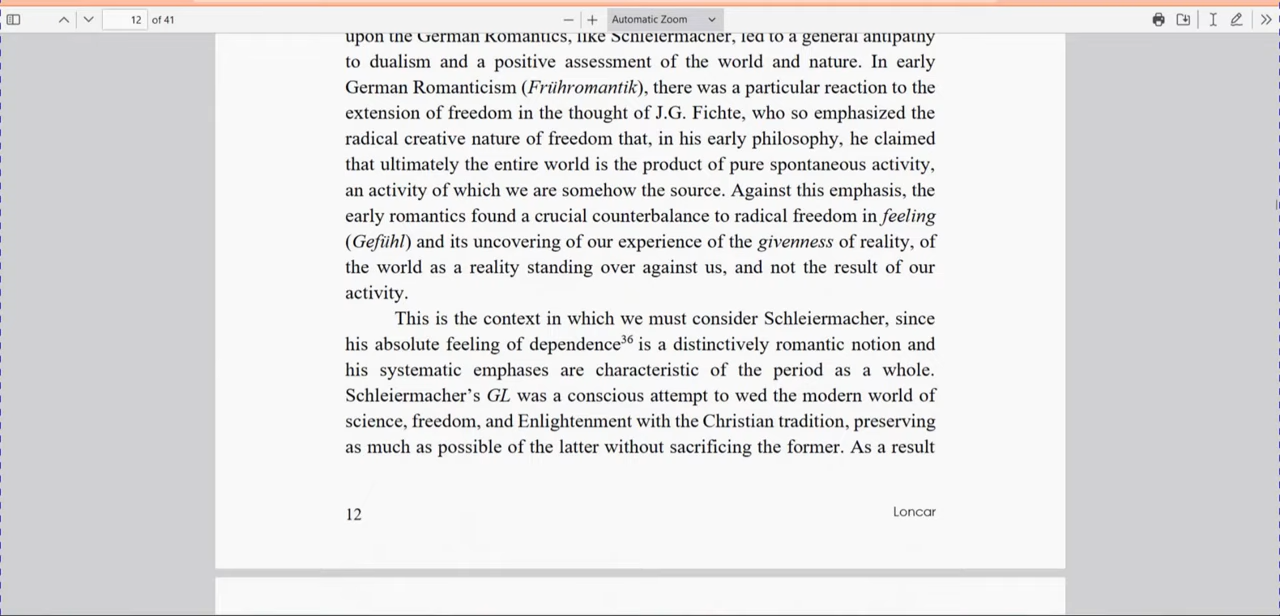 12 of 41
Automatic Zoom
upon the German Romantics, like Schleiermacher, led to a general antipathy
to dualism and a positive assessment of the world and nature. In early
German Romanticism (Frühromantik), there was a particular reaction to the
extension of freedom in the thought of J.G. Fichte, who so emphasized the
radical creative nature of freedom that, in his early philosophy, he claimed
that ultimately the entire world is the product of pure spontaneous activity,
an activity of which we are somehow the source. Against this emphasis, the
early romantics found a crucial counterbalance to radical freedom in feeling
(Gefühl) and its uncovering of our experience of the givenness of reality, of
the world as a reality standing over against us, and not the result of our
activity.
This is the context in which we must consider Schleiermacher, since
his absolute feeling of dependence³⁶ is a distinctively romantic notion and
his systematic emphases are characteristic of the period as a whole.
Schleiermacher’s GL was a conscious attempt to wed the modern world of
science, freedom, and Enlightenment with the Christian tradition, preserving
as much as possible of the latter without sacrificing the former. As a result
12
Loncar